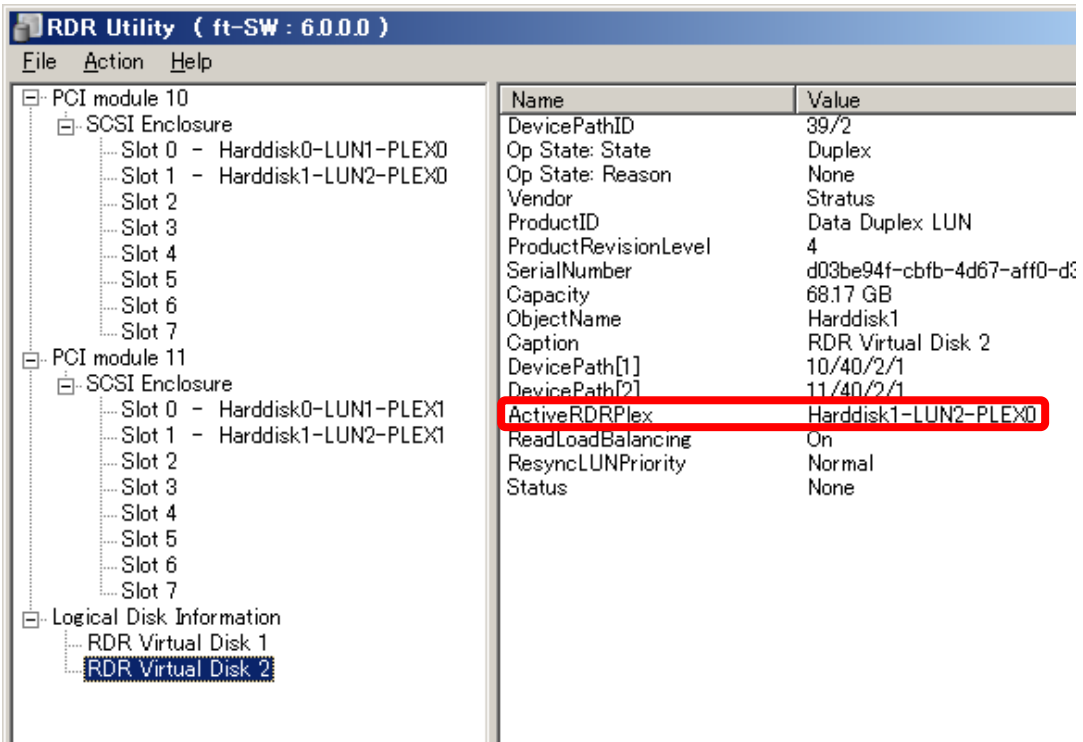 RDR Utility ( ft-SW : 6.0.0.0 )
File Action Help
PCI module 10
SCSI Enclosure
Slot 0 - Harddisk0-LUN1-PLEX0
Slot 1 - Harddisk1-LUN2-PLEX0
Slot 2
Slot 3
Slot 4
Slot 5
Slot 6
Slot 7
PCI module 11
SCSI Enclosure
Slot 0 - Harddisk0-LUN1-PLEX1
Slot 1 - Harddisk1-LUN2-PLEX1
Slot 2
Slot 3
Slot 4
Slot 5
Slot 6
Slot 7
Logical Disk Information
RDR Virtual Disk 1
RDR Virtual Disk 2
Name Value
DevicePathID 39/2
Op State: State Duplex
Op State: Reason None
Vendor Stratus
ProductID Data Duplex LUN
ProductRevisionLevel 4
SerialNumber d03be94f-cbfb-4d67-aff0-d3
Capacity 68.17 GB
ObjectName Harddisk1
Caption RDR Virtual Disk 2
DevicePath[1] 10/40/2/1
DevicePath[2] 11/40/2/1
ActiveRDRPlex Harddisk1-LUN2-PLEX0
ReadLoadBalancing On
ResyncLUNPriority Normal
Status None